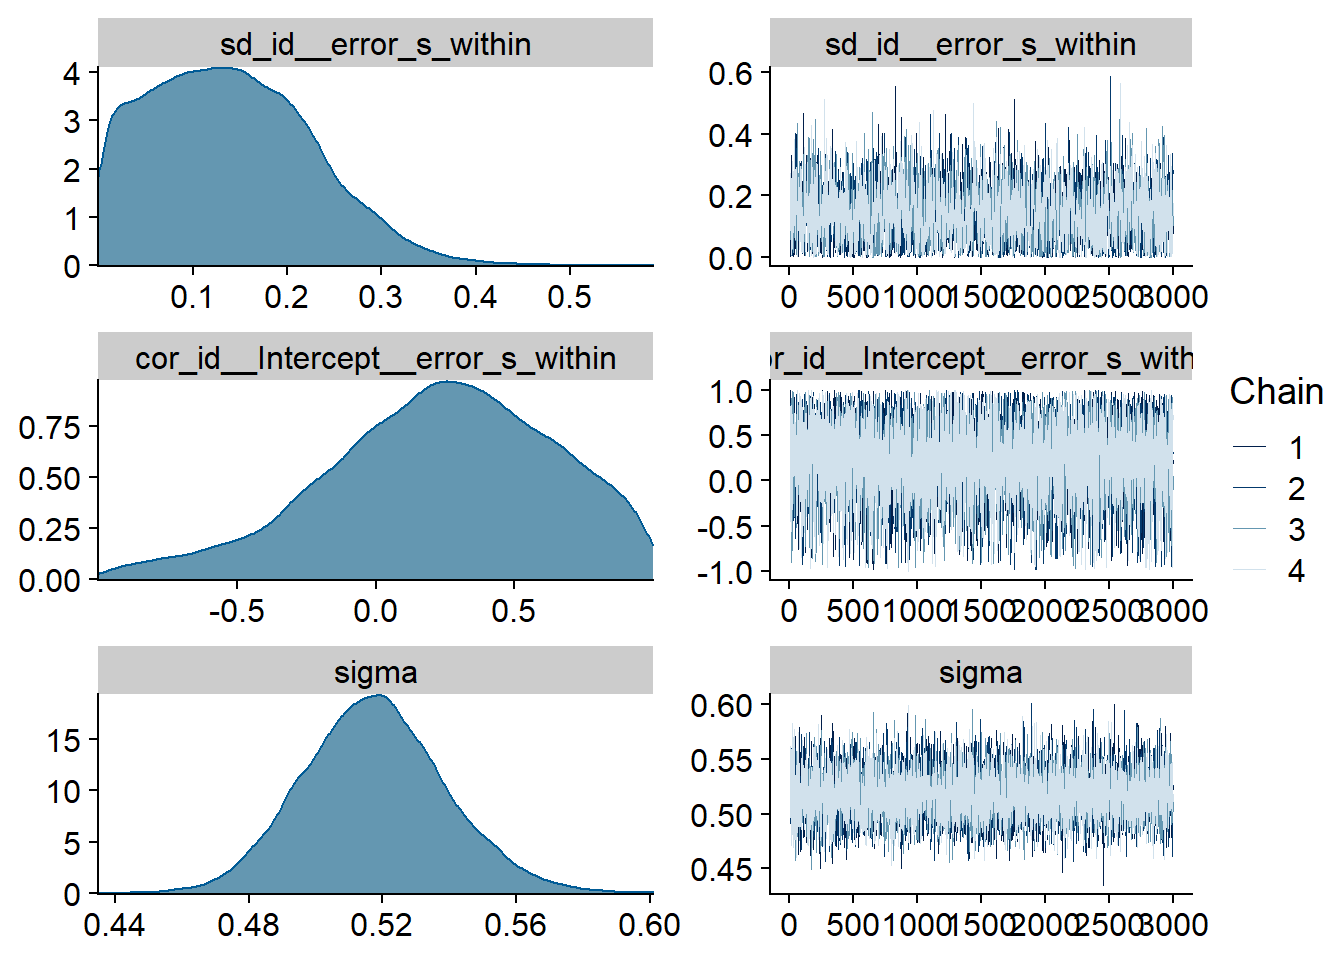 sd_id__error_s_within
4
3
2
1
0
0.1 0.2 0.3 0.4 0.5
sd_id__error_s_within
0.6
0.4
0.2
0.0
0 500 1000 1500 2000 2500 3000
cor_id__Intercept__error_s_within
0.75
0.50
0.25
0.00
-0.5 0.0 0.5
or_id__Intercept__error_s_with
1.0
0.5
0.0
-0.5
-1.0
0 500 1000 1500 2000 2500 3000
sigma
15
10
5
0
0.44 0.48 0.52 0.56 0.60
sigma
0.60
0.55
0.50
0.45
0 500 1000 1500 2000 2500 3000
Chain
1
2
3
4